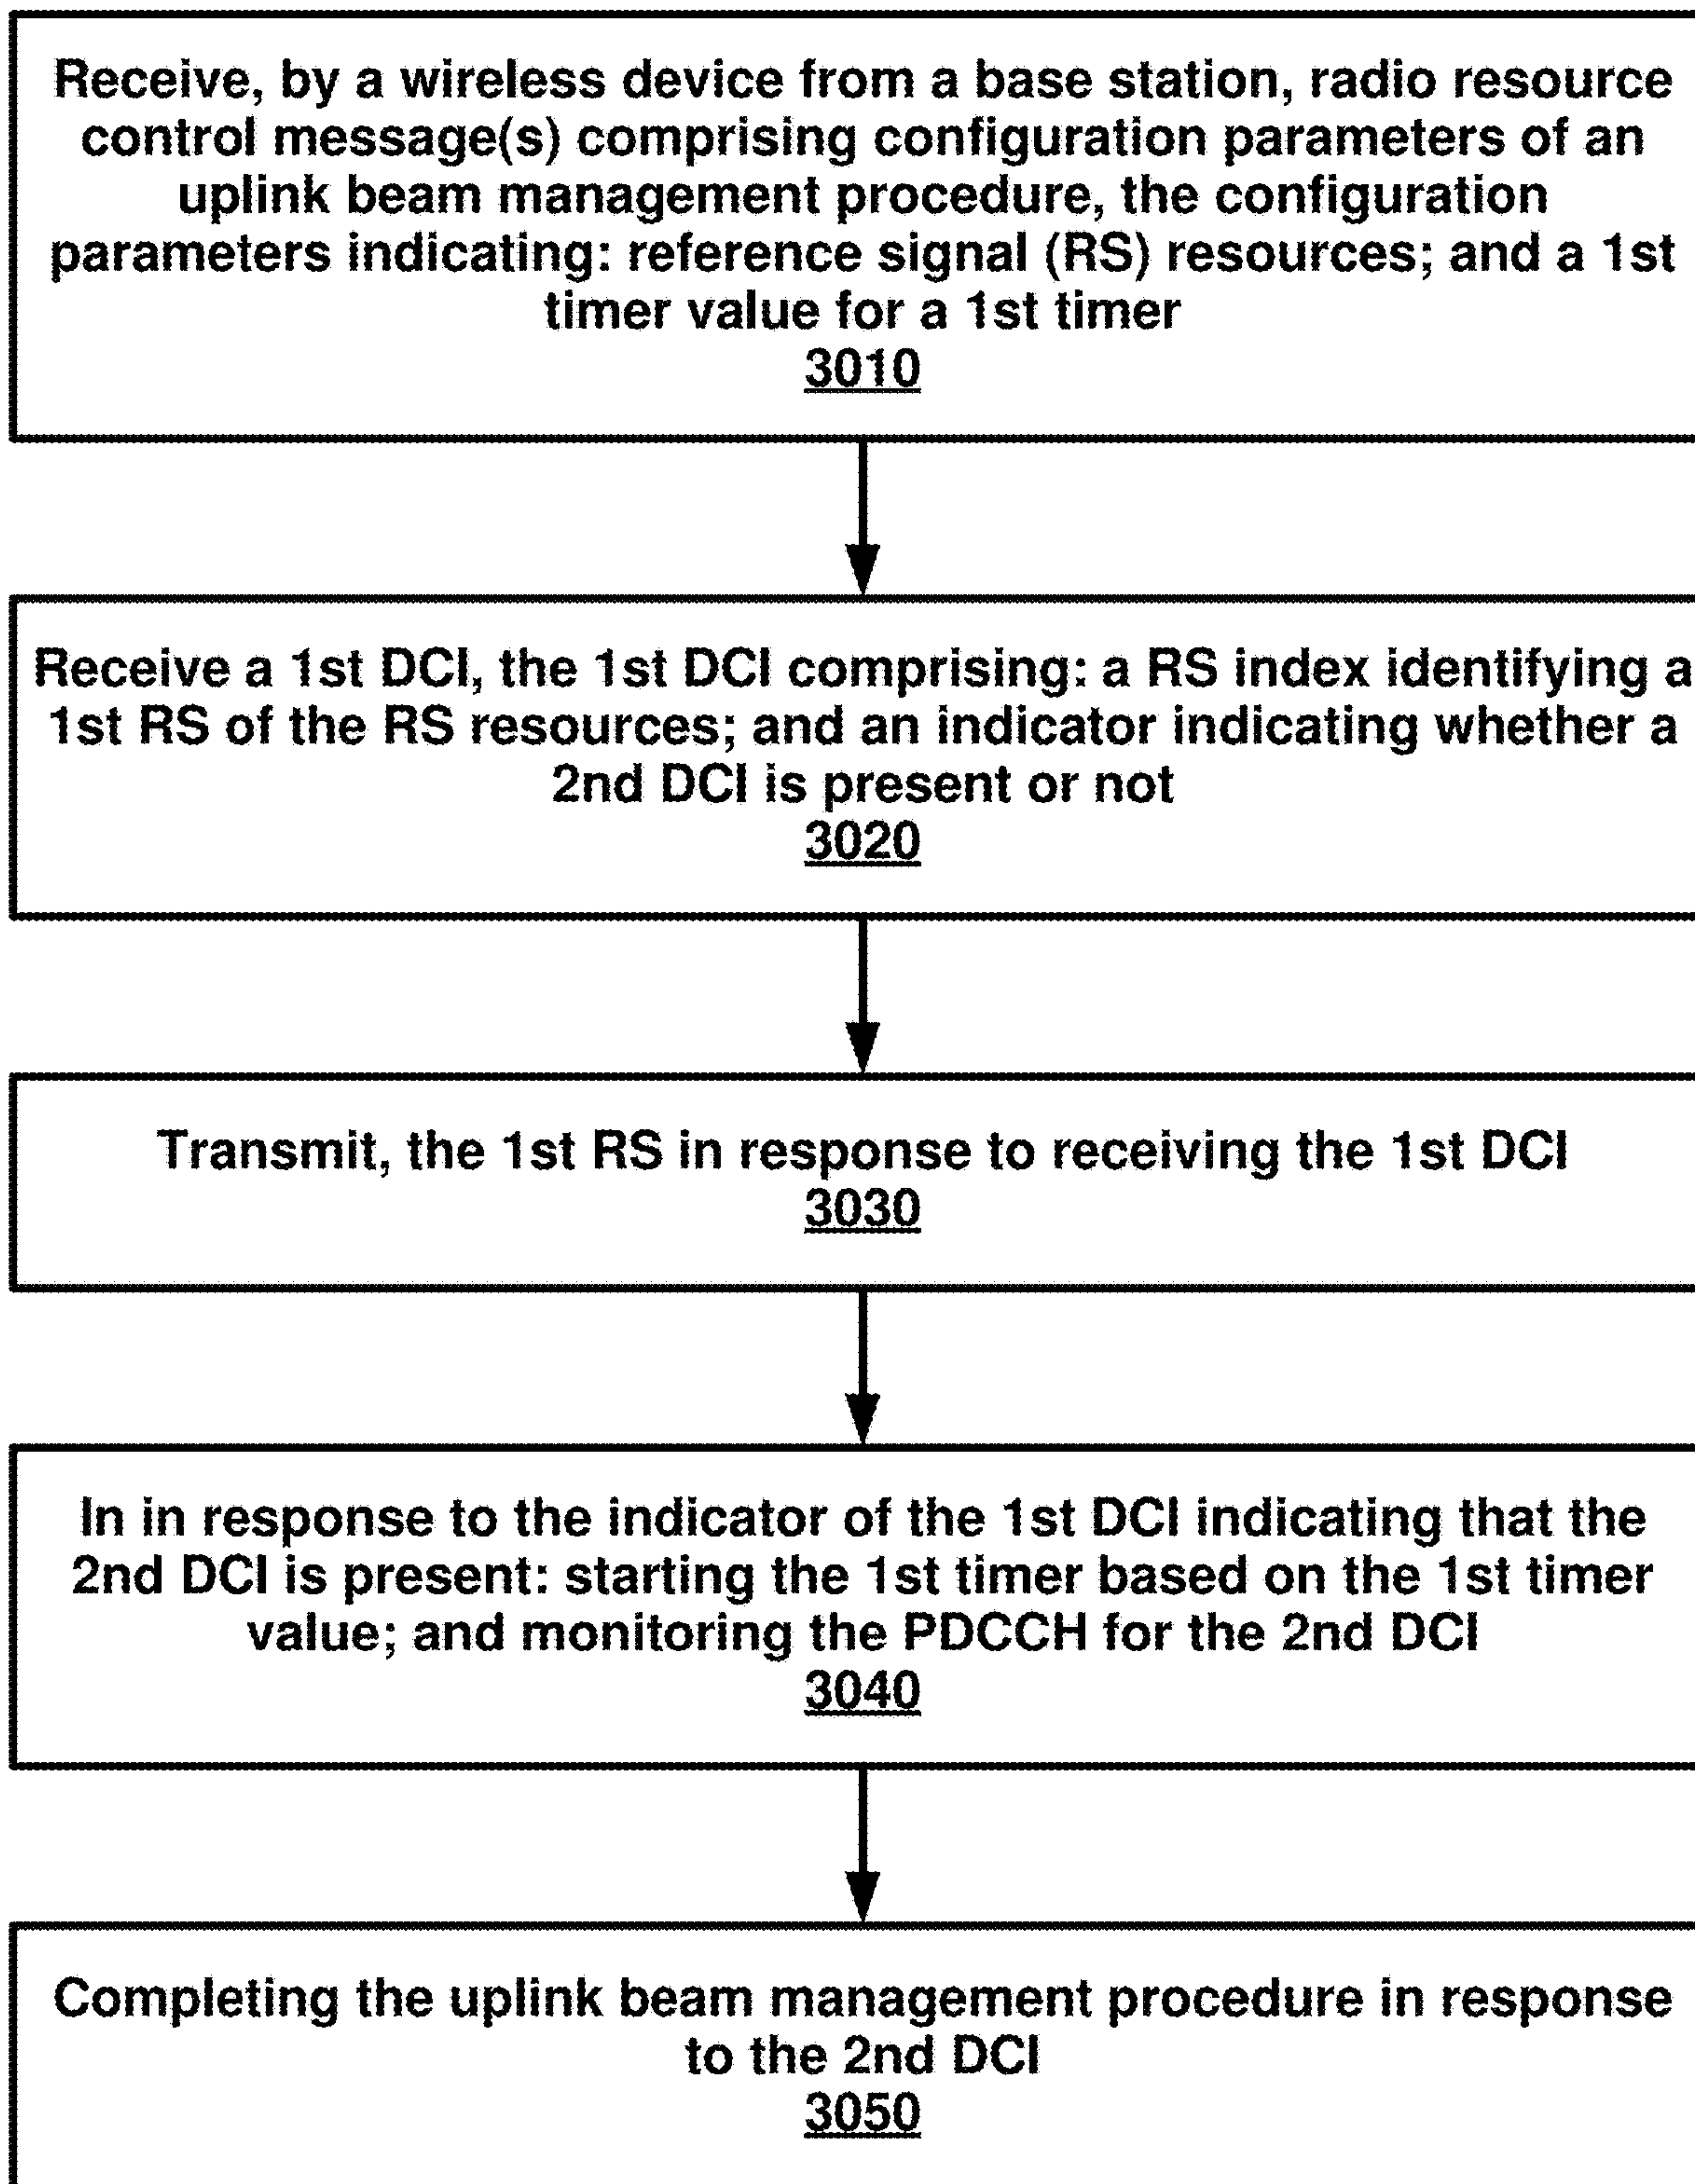 Receive, by a wireless device from a base station, radio resource
control message(s) comprising configuration parameters of an
uplink beam management procedure, the configuration
parameters indicating: reference signal (RS) resources; and a 1st
timer value for a 1st timer
3010
Receive a 1st DCI, the 1st DCI comprising: a RS index identifying a
1st RS of the RS resources; and an indicator indicating whether a
2nd DCI is present or not
3020
Transmit, the 1st RS in response to receiving the 1st DCI
3030
In in response to the indicator of the 1st DCI indicating that the
2nd DCI is present: starting the 1st timer based on the 1st timer
value; and monitoring the PDCCH for the 2nd DCI
3040
Completing the uplink beam management procedure in response
to the 2nd DCI
3050